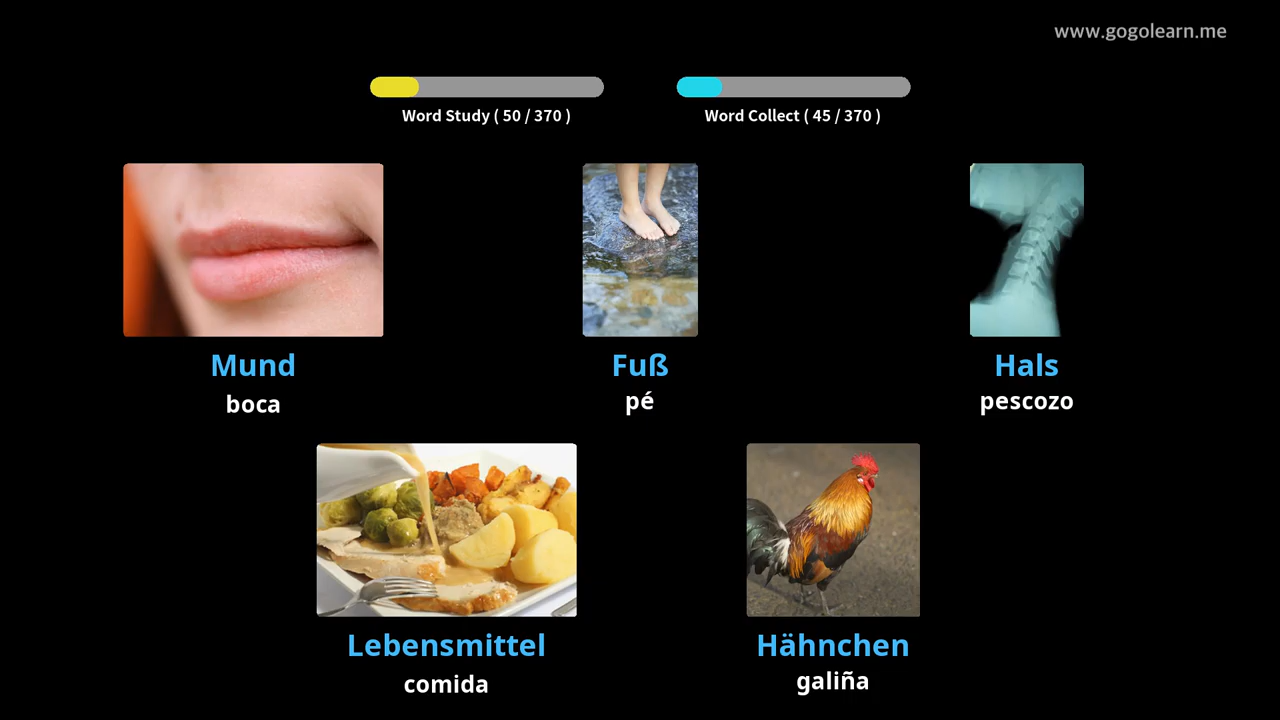 www.gogolearn.me
Word Study ( 50 / 370 )
Word Collect ( 45 / 370 )
Mund
boca
Fuß
pé
Hals
pescozo
Lebensmittel
comida
Hähnchen
galiña